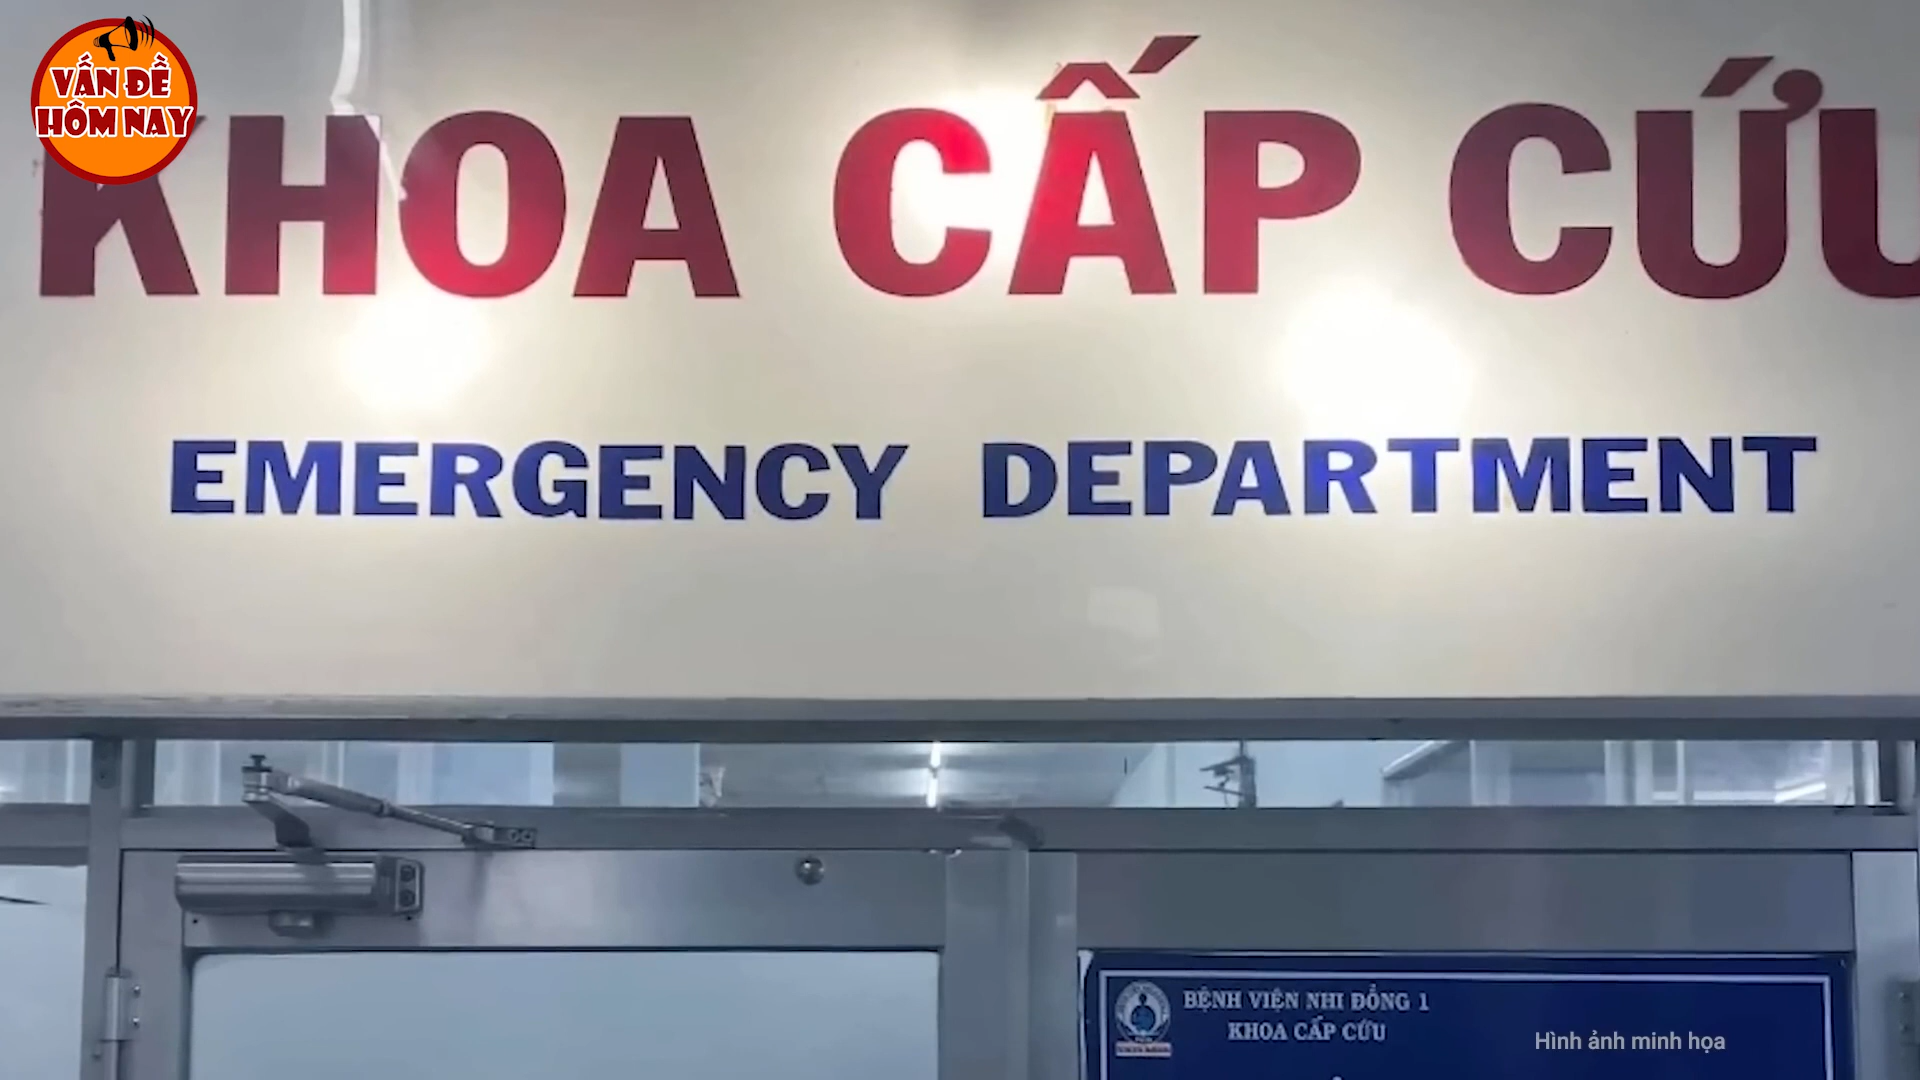 VẤN ĐỀ
HÔM NAY
KHOA CẤP CỨU
EMERGENCY DEPARTMENT
BỆNH VIỆN NHI ĐỒNG 1
KHOA CẤP CỨU
Hình ảnh minh họa